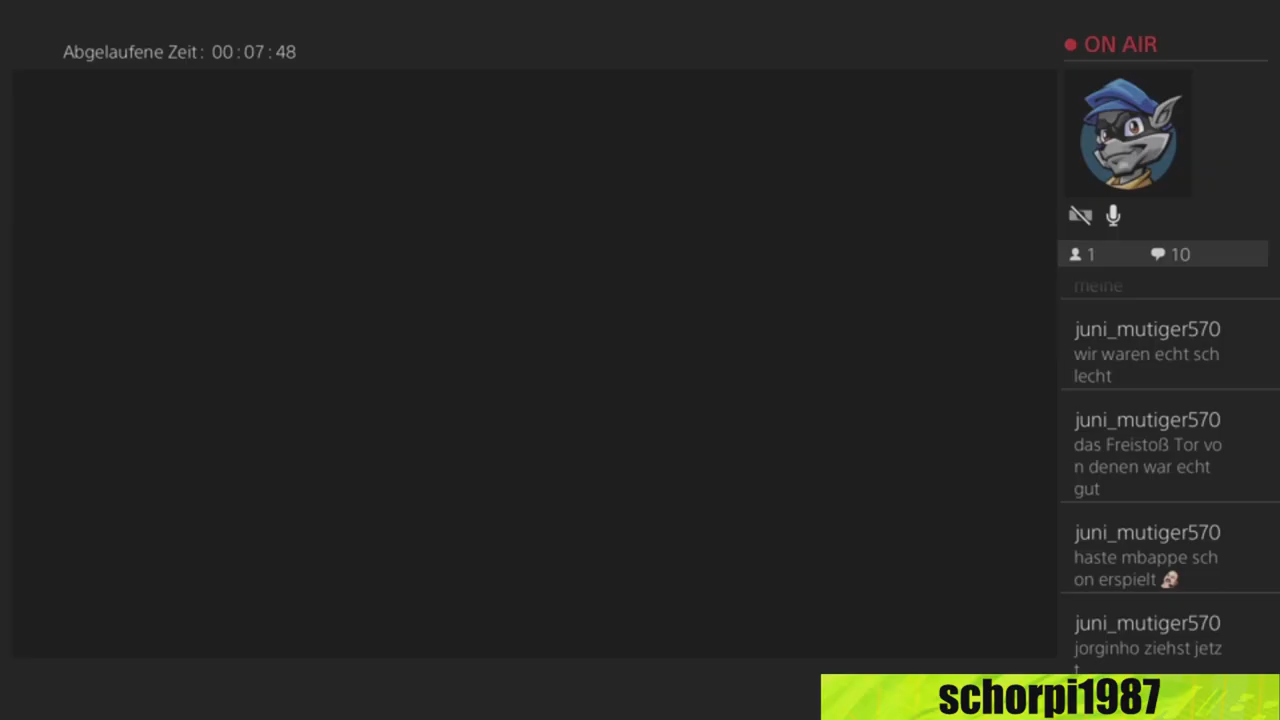 Abgelaufene Zeit: 00:07:48
ON AIR
1 10
meine
juni_mutiger570
wir waren echt sch
lecht
juni_mutiger570
das Freistoß Tor vo
n denen war echt
gut
juni_mutiger570
haste mbappe sch
on erspielt
juni_mutiger570
jorginho ziehst jetz
t
schorpi1987